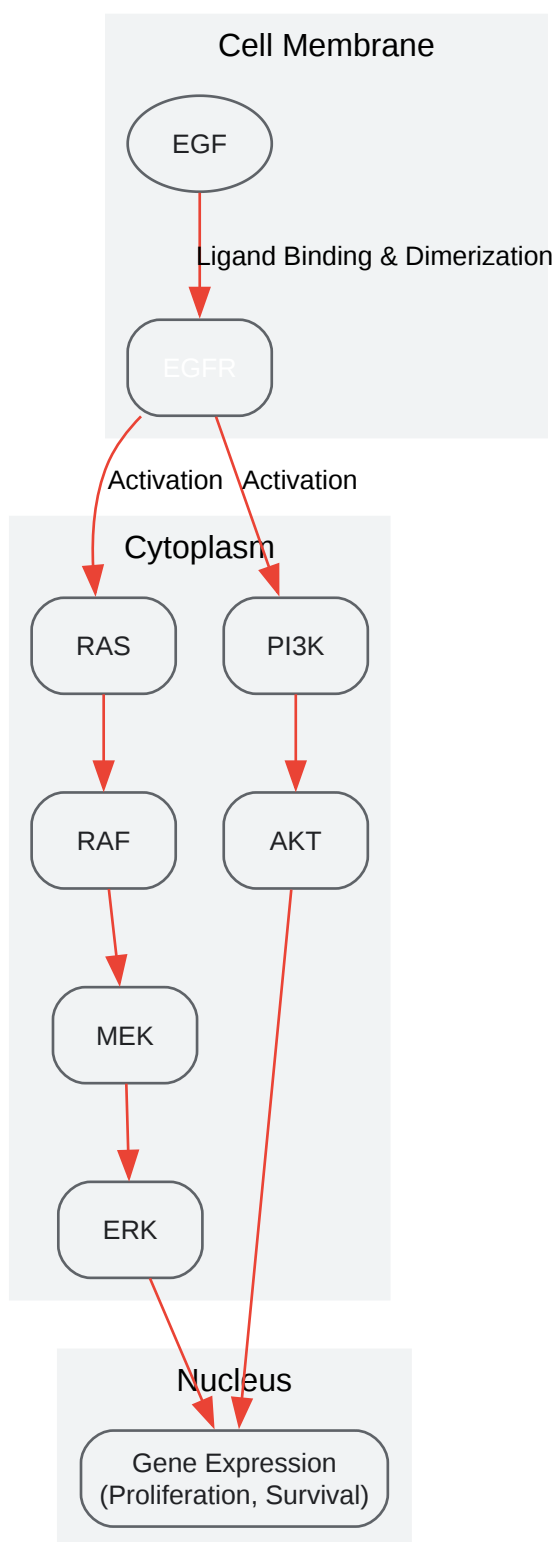 Cell Membrane
EGF
Ligand Binding & Dimerization
EGFR
Activation
Activation
Cytoplasm
RAS
PI3K
RAF
AKT
MEK
ERK
Nucleus
Gene Expression
(Proliferation, Survival)